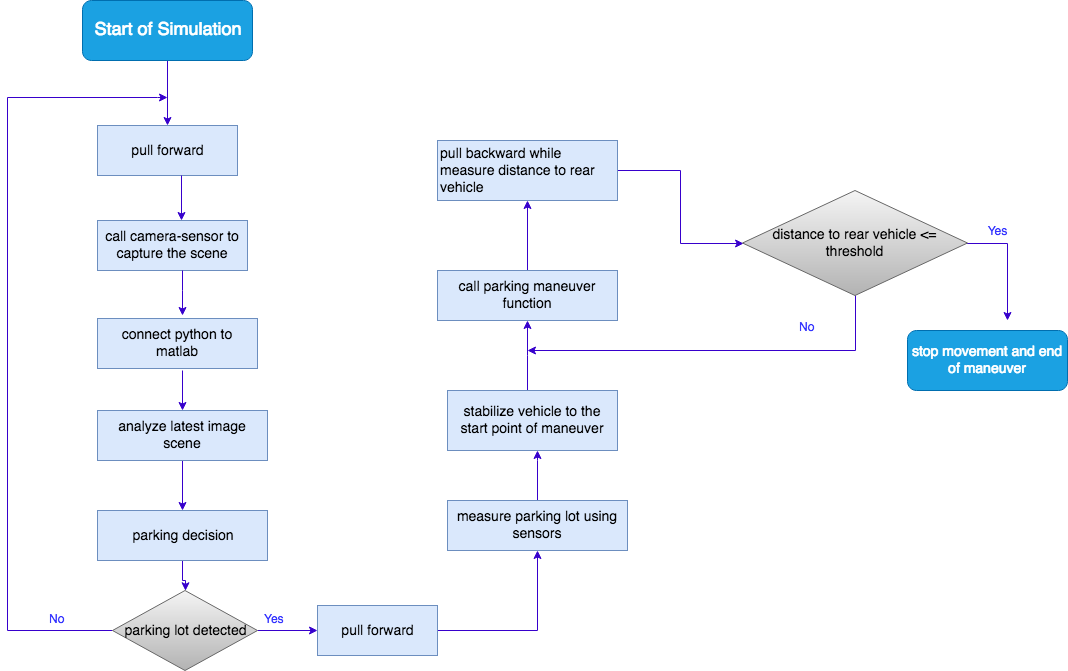 Start of Simulation
pull forward
call camera-sensor to
capture the scene
connect python to
matlab
analyze latest image
scene
parking decision
parking lot detected
No
Yes
pull forward
measure parking lot using
sensors
stabilize vehicle to the
start point of maneuver
call parking maneuver
function
pull backward while
measure distance to rear
vehicle
distance to rear vehicle <=
threshold
No
Yes
stop movement and end
of maneuver